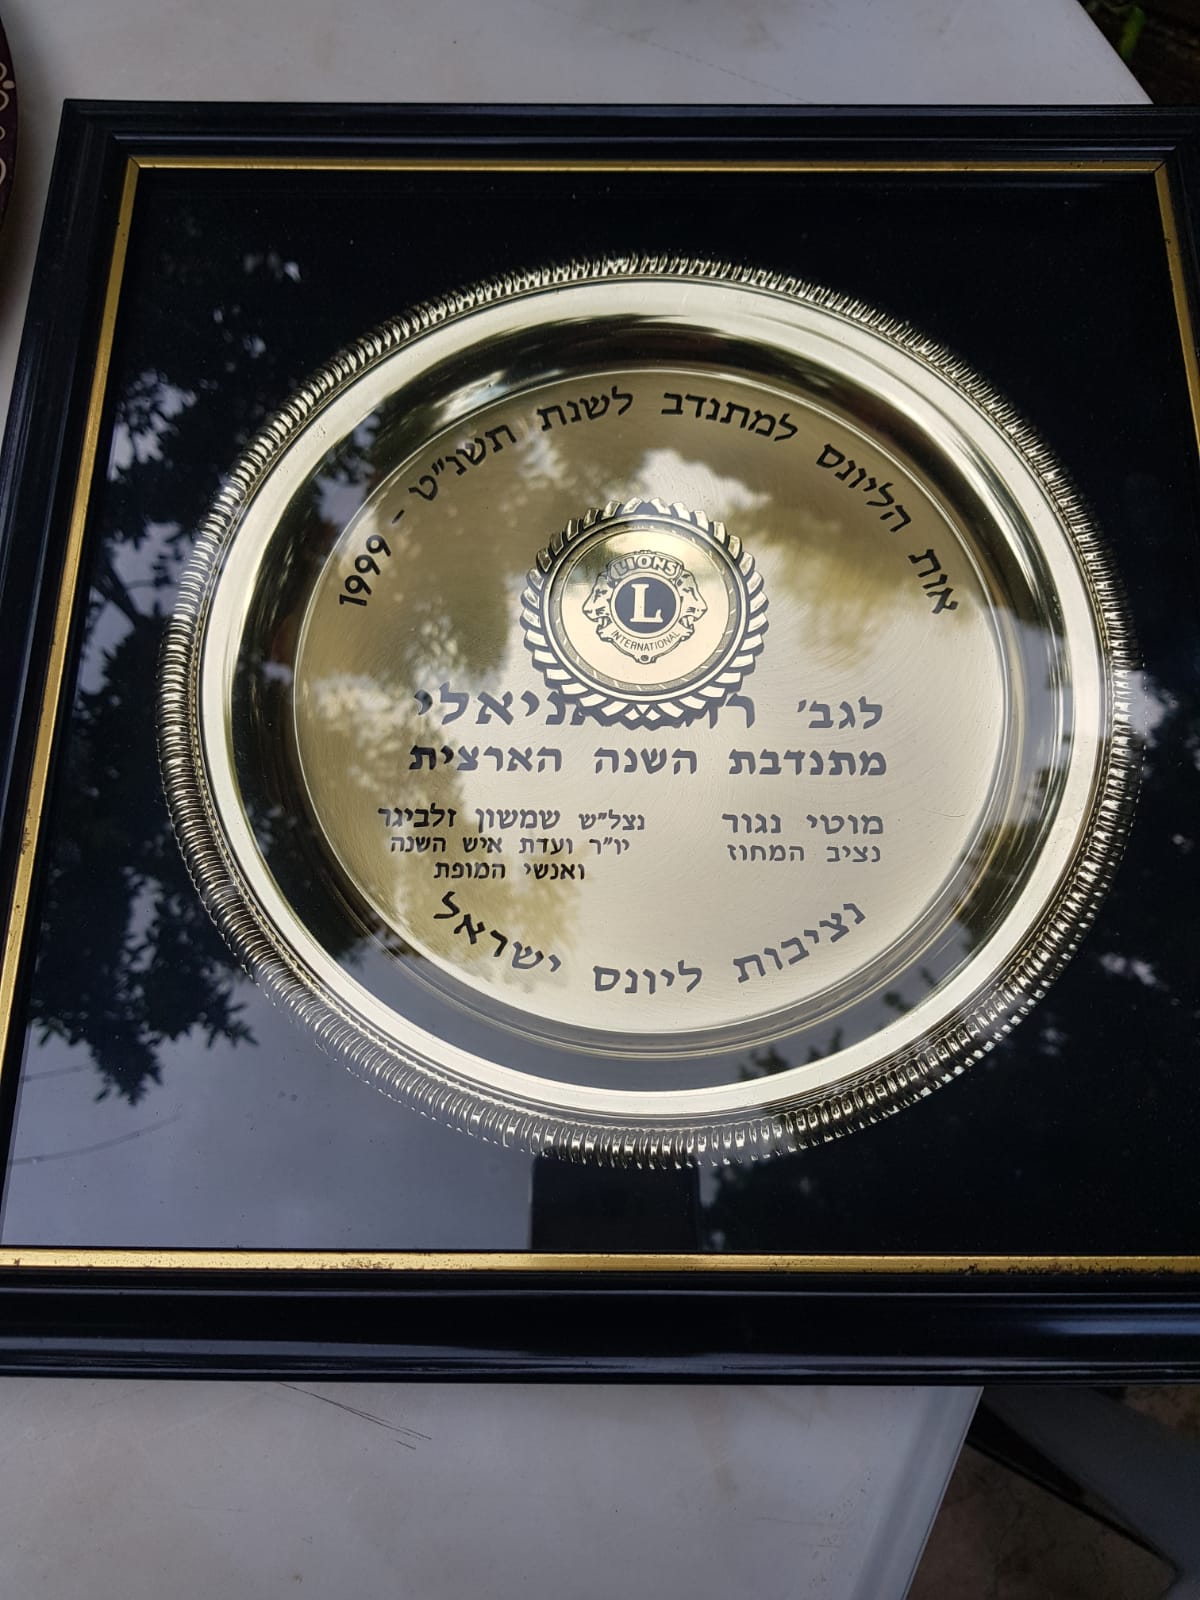 אות הליונס למתנדב לשנת תשנ"ט - 1999
LIONS
L
INTERNATIONAL
לגב'
מתנדבת השנה הארצית
מוטי נגור
נציב המחוז
נצל"ש שמשון זלביגר
יו"ר ועדת איש השנה
ואנשי המופת
נציבות ליונס ישראל